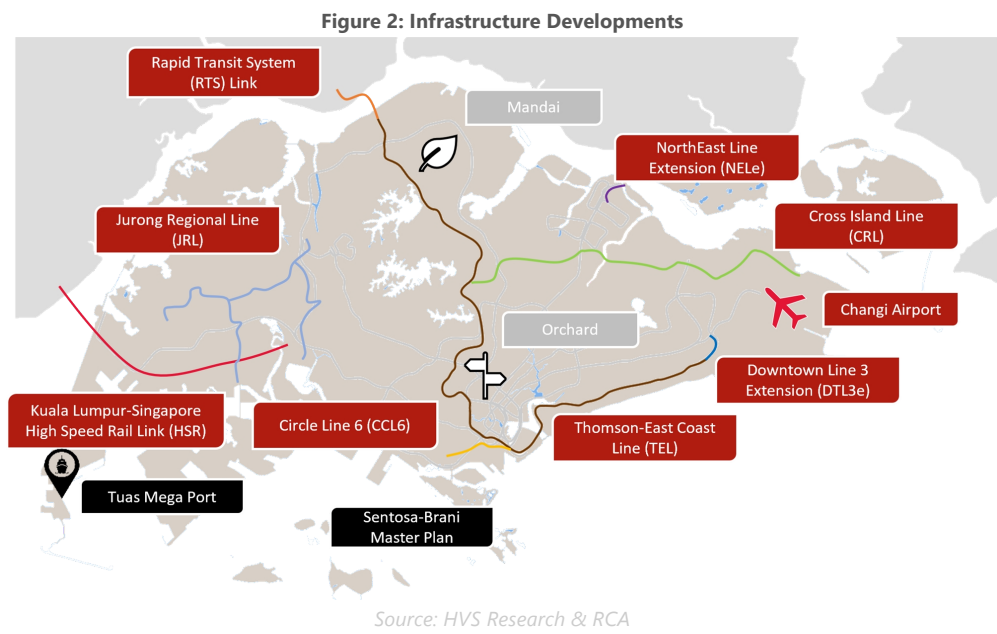 Figure 2: Infrastructure Developments
Rapid Transit System
(RTS) Link
Mandai
NorthEast Line
Extension (NELe)
Jurong Regional Line
(JRL)
Cross Island Line
(CRL)
Changi Airport
Orchard
Downtown Line 3
Extension (DTL3e)
Kuala Lumpur-Singapore
High Speed Rail Link (HSR)
Circle Line 6 (CCL6)
Thomson-East Coast
Line (TEL)
Tuas Mega Port
Sentosa-Brani
Master Plan
Source: HVS Research & RCA